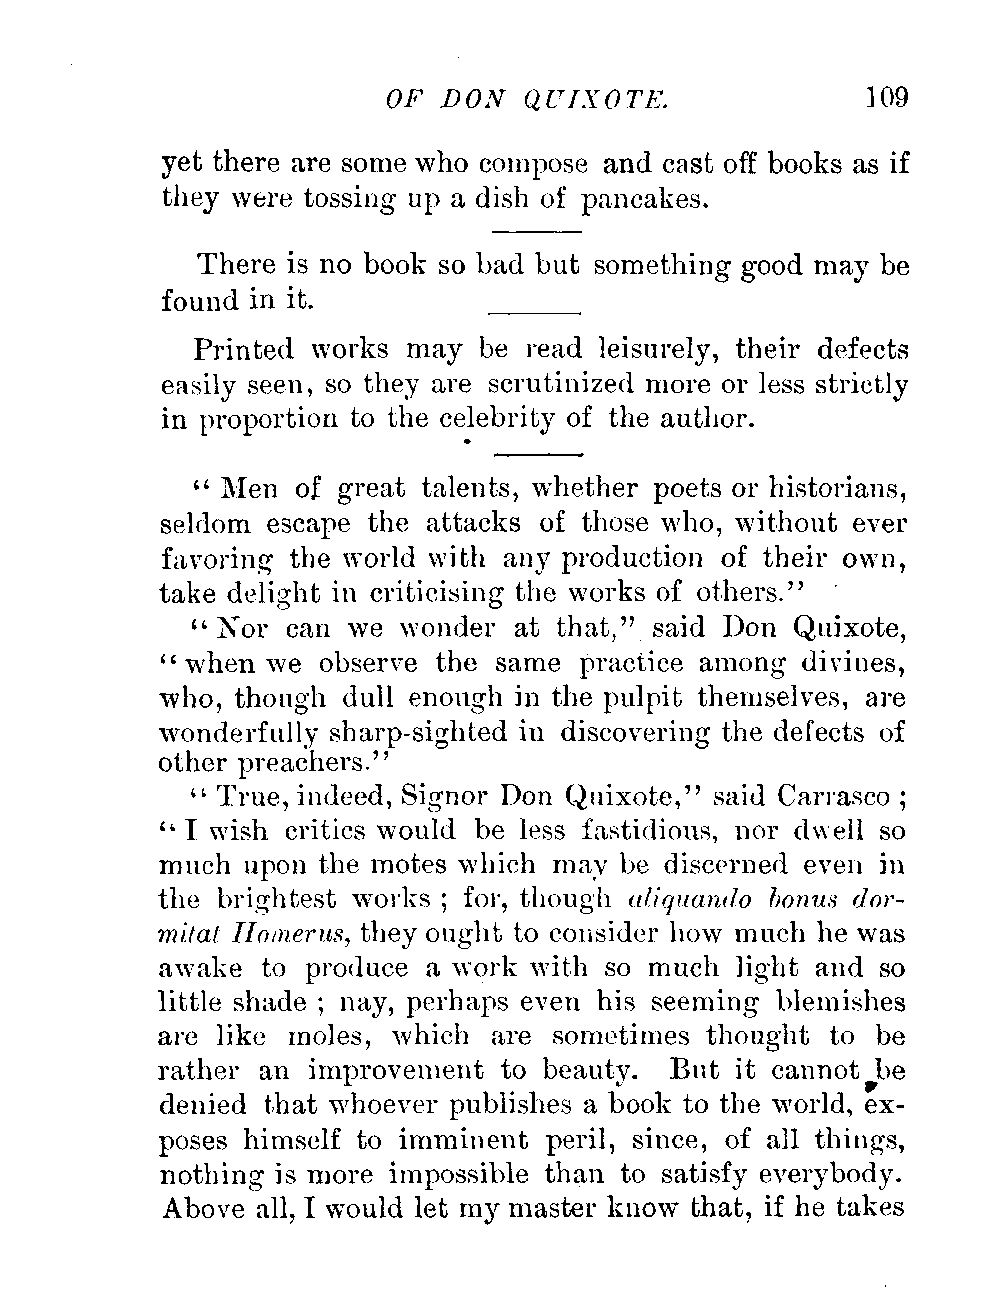 OF DON QUIXOTE. 109
yet there are some who compose and cast off books as if
they were tossing up a dish of pancakes.
There is no book so bad but something good may be
found in it.
Printed works may be read leisurely, their defects
easily seen, so they are scrutinized more or less strictly
in proportion to the celebrity of the author.
“ Men of great talents, whether poets or historians,
seldom escape the attacks of those who, without ever
favoring the world with any production of their own,
take delight in criticising the works of others.”
“ Nor can we wonder at that,” said Don Quixote,
“ when we observe the same practice among divines,
who, though dull enough in the pulpit themselves, are
wonderfully sharp-sighted in discovering the defects of
other preachers.”
“ True, indeed, Signor Don Quixote,” said Carrasco ;
“ I wish critics would be less fastidious, nor dwell so
much upon the motes which may be discerned even in
the brightest works ; for, though aliquando bonus dor-
mitat Homerus, they ought to consider how much he was
awake to produce a work with so much light and so
little shade ; nay, perhaps even his seeming blemishes
are like moles, which are sometimes thought to be
rather an improvement to beauty. But it cannot be
denied that whoever publishes a book to the world, ex-
poses himself to imminent peril, since, of all things,
nothing is more impossible than to satisfy everybody.
Above all, I would let my master know that, if he takes